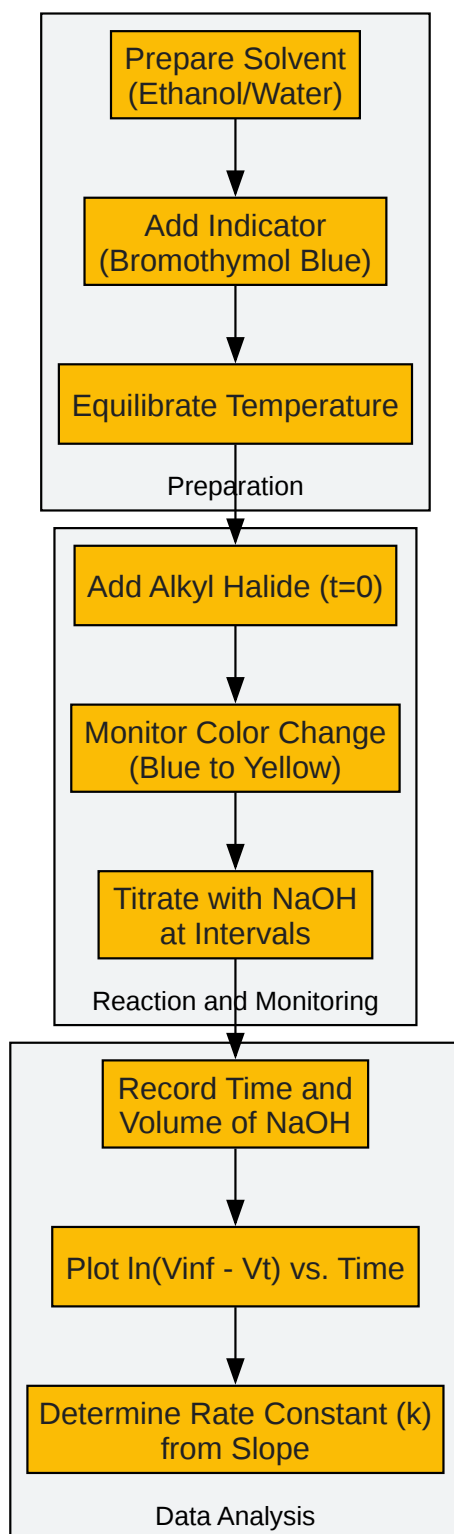 Prepare Solvent
(Ethanol/Water)
Add Indicator
(Bromothymol Blue)
Equilibrate Temperature
Preparation
Add Alkyl Halide (t=0)
Monitor Color Change
(Blue to Yellow)
Titrate with NaOH
at Intervals
Reaction and Monitoring
Record Time and
Volume of NaOH
Plot ln(Vinf - Vt) vs. Time
Determine Rate Constant (k)
from Slope
Data Analysis